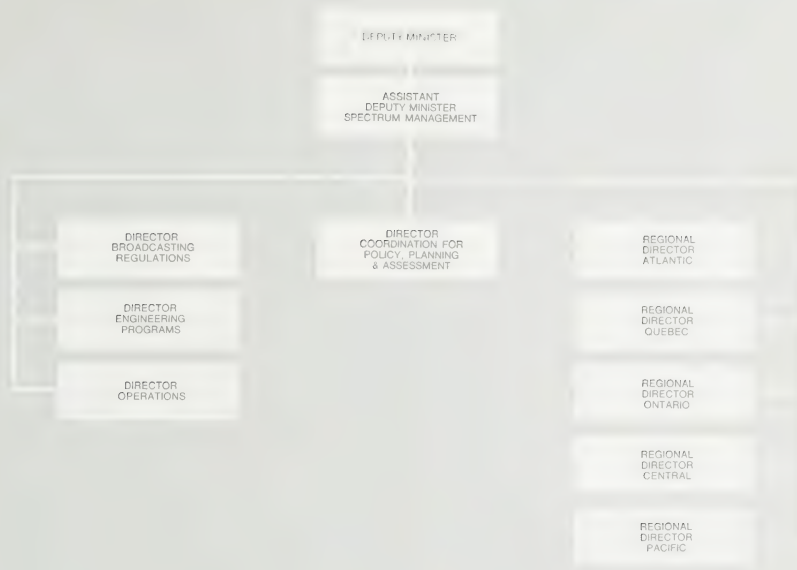 DEPUTY MINISTER
ASSISTANT
DEPUTY MINISTER
SPECTRUM MANAGEMENT
DIRECTOR
BROADCASTING
REGULATIONS
DIRECTOR
ENGINEERING
PROGRAMS
DIRECTOR
OPERATIONS
DIRECTOR
COORDINATION FOR
POLICY, PLANNING
& ASSESSMENT
REGIONAL
DIRECTOR
ATLANTIC
REGIONAL
DIRECTOR
QUEBEC
REGIONAL
DIRECTOR
ONTARIO
REGIONAL
DIRECTOR
CENTRAL
REGIONAL
DIRECTOR
PACIFIC